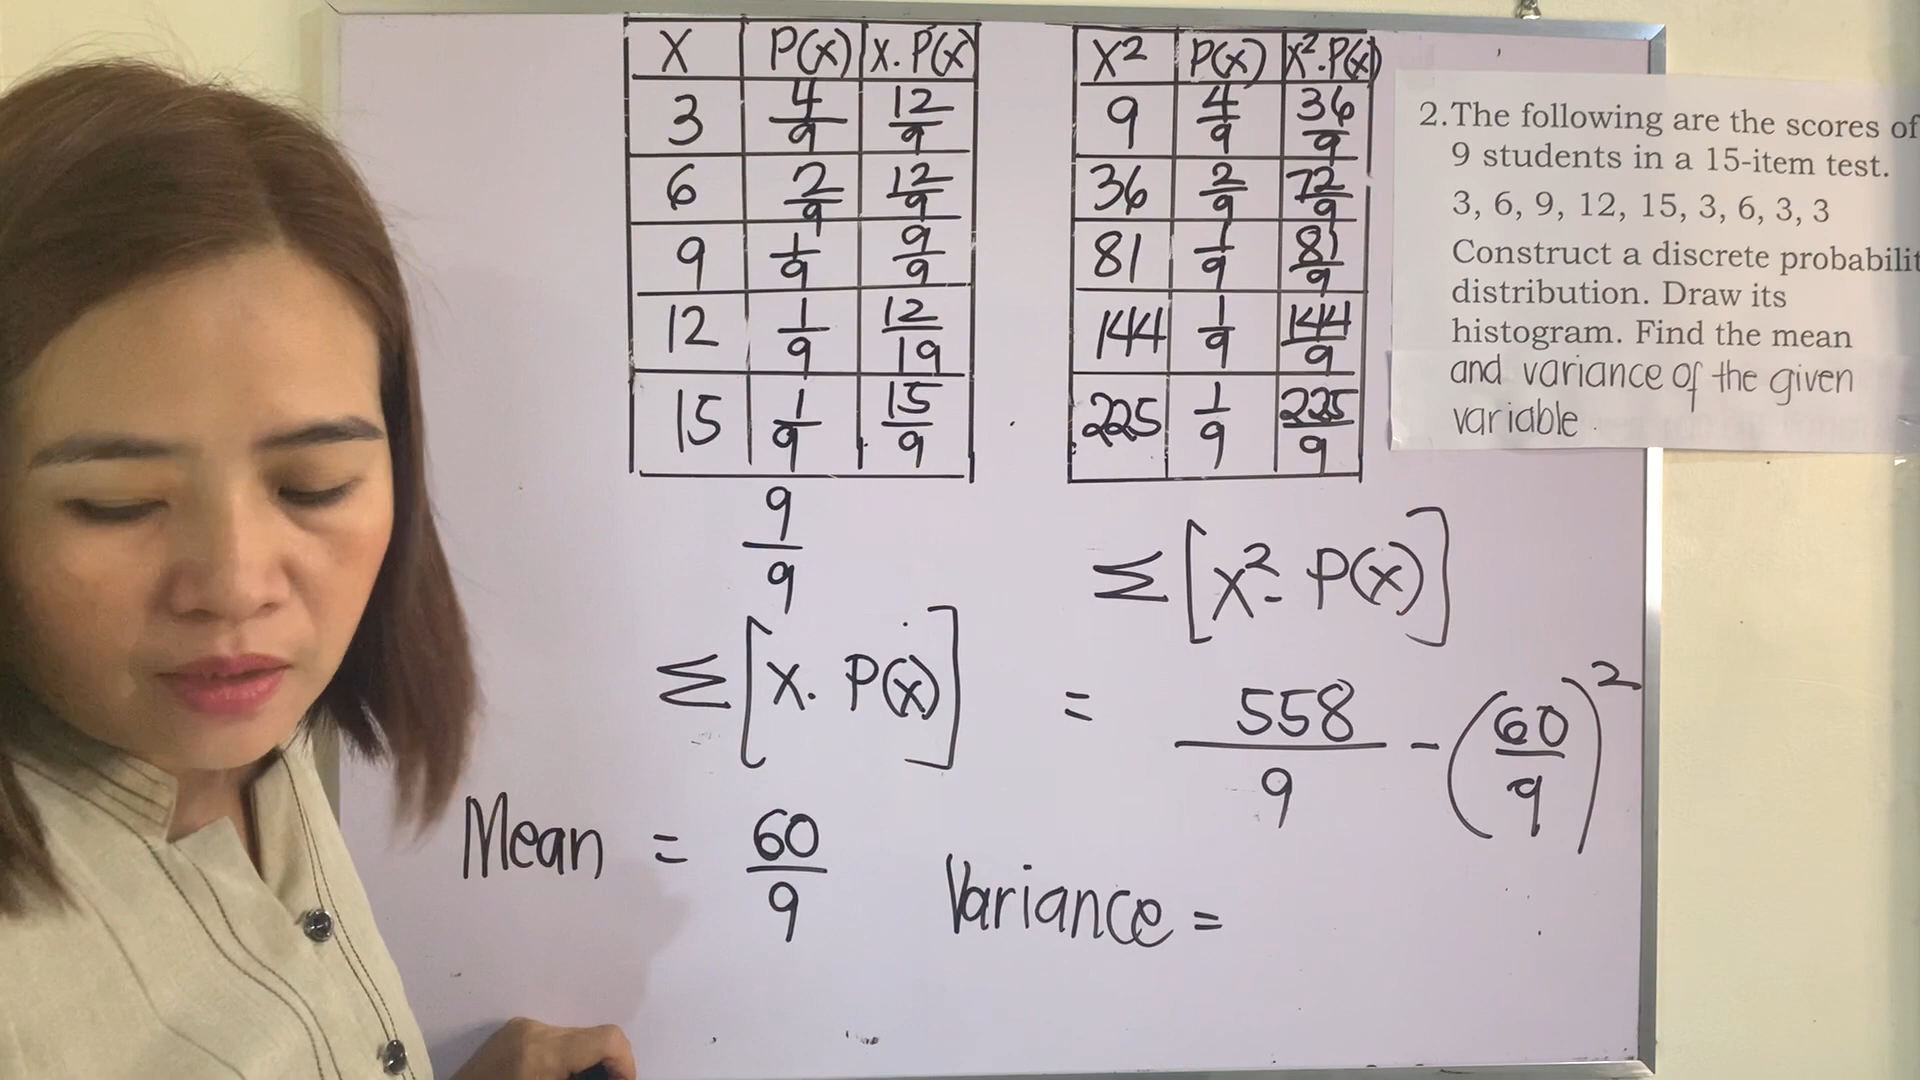 X P(x) X. P(x)
3 4/9 12/9
6 2/9 12/9
9 1/9 9/9
12 1/9 12/19
15 1/9 15/9
9/9
Σ[X. P(x)]
Mean = 60/9
X² P(x) X².P(x)
9 4/9 36/9
36 2/9 72/9
81 1/9 81/9
144 1/9 144/9
225 1/9 225/9
Σ[X². P(x)]
= 558/9 - (60/9)²
Variance =
2. The following are the scores of
9 students in a 15-item test.
3, 6, 9, 12, 15, 3, 6, 3, 3
Construct a discrete probabilit
distribution. Draw its
histogram. Find the mean
and variance of the given
variable.